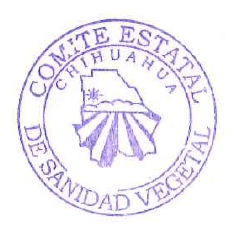 COMITE ESTATAL
CHIHUAHUA
DE SANIDAD VEGETAL